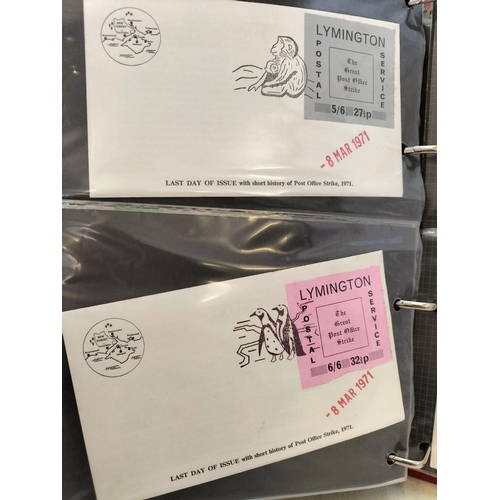 LYMINGTON
POSTAL
SERVICE
The
Great
Post Office
Strike
5/6 27½p
- 8 MAR 1971
LAST DAY OF ISSUE with short history of Post Office Strike, 1971.
LYMINGTON
POSTAL
SERVICE
The
Great
Post Office
Strike
6/6 32½p
- 8 MAR 1971
LAST DAY OF ISSUE with short history of Post Office Strike, 1971.